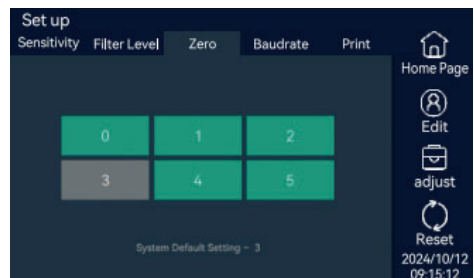 Set up
Sensitivity Filter Level Zero Baudrate Print
Home Page
Edit
adjust
Reset
0 1 2
3 4 5
System Default Setting - 3
2024/10/12
09:15:12